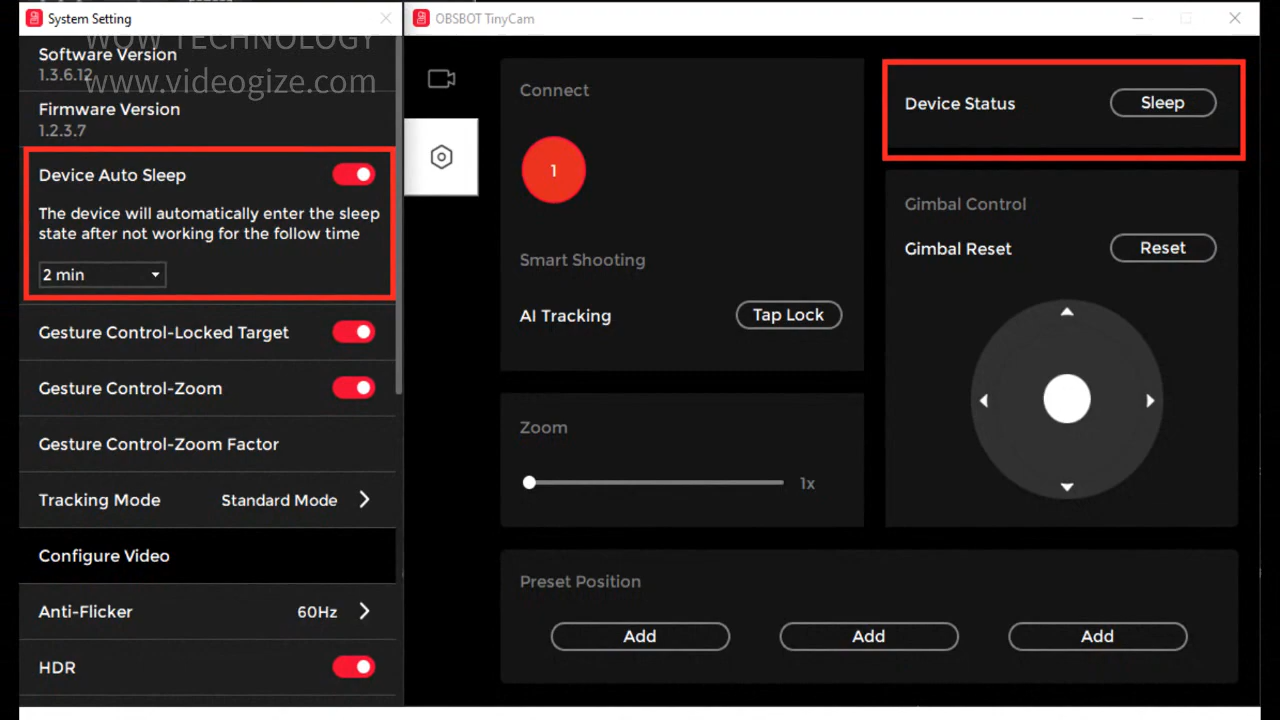 System Setting
WOW TECHNOLOGY
www.videogize.com
Software Version
1.3.6.12
Firmware Version
1.2.3.7
Device Auto Sleep
The device will automatically enter the sleep
state after not working for the follow time
2 min
Gesture Control-Locked Target
Gesture Control-Zoom
Gesture Control-Zoom Factor
Tracking Mode Standard Mode
Configure Video
Anti-Flicker 60Hz
HDR
OBSBOT TinyCam
Connect
1
Smart Shooting
AI Tracking Tap Lock
Zoom
1x
Device Status Sleep
Gimbal Control
Gimbal Reset Reset
Preset Position
Add Add Add